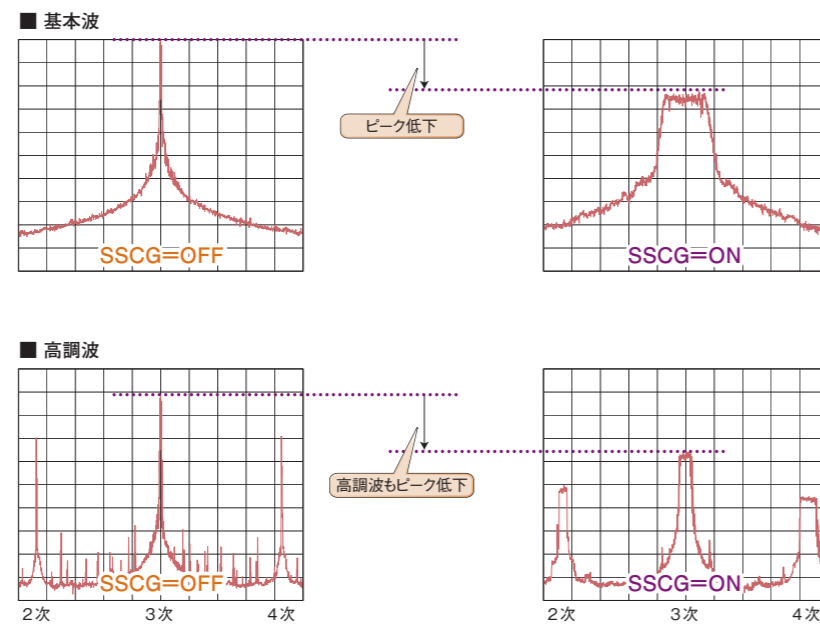 ■ 基本波
ピーク低下
SSCG=OFF
SSCG=ON
■ 高調波
高調波もピーク低下
SSCG=OFF
SSCG=ON
2次 3次 4次
2次 3次 4次